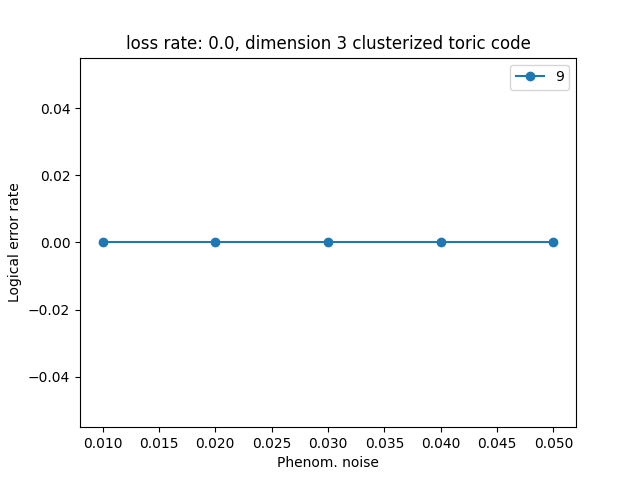 loss rate: 0.0, dimension 3 clusterized toric code
9
0.04
0.02
0.00
−0.02
−0.04
Logical error rate
0.010 0.015 0.020 0.025 0.030 0.035 0.040 0.045 0.050
Phenom. noise